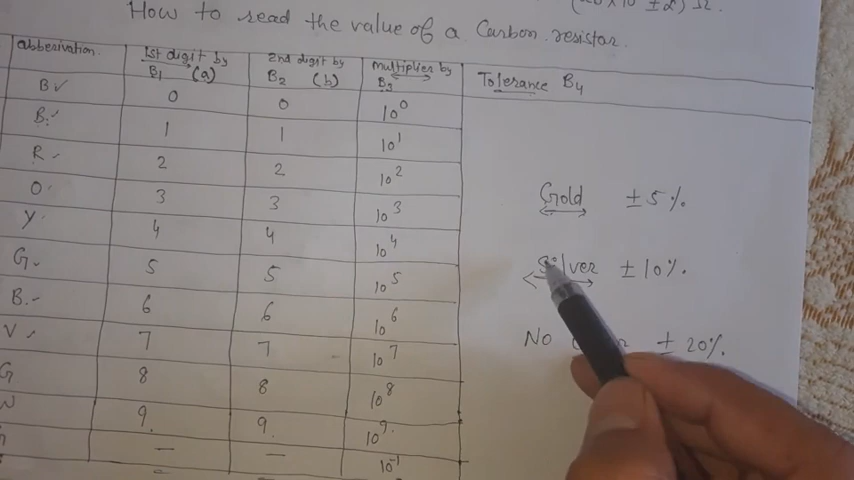 How to read the value of a Carbon resistor.
abberivation. 1st digit by B1 (a) 2nd digit by B2 (b) multiplier by B3 Tolerance B4
B 0 0 10^0
B. 1 1 10^1
R 2 2 10^2
O 3 3 10^3
Gold ±5%.
Y 4 4 10^4
G 5 5 10^5
Silver ±10%.
B. 6 6 10^6
V 7 7 10^7
No ±20%.
G 8 8 10^8
W 9. 9. 10^9.
— — 10^-1